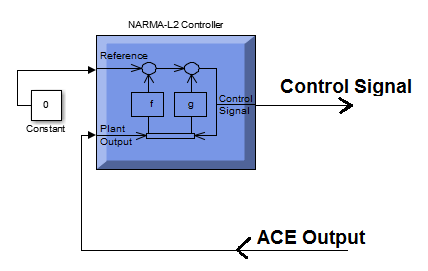 NARMA-L2 Controller
Reference
Control Signal
0
f
g
Control
Signal
Constant
Plant
Output
ACE Output